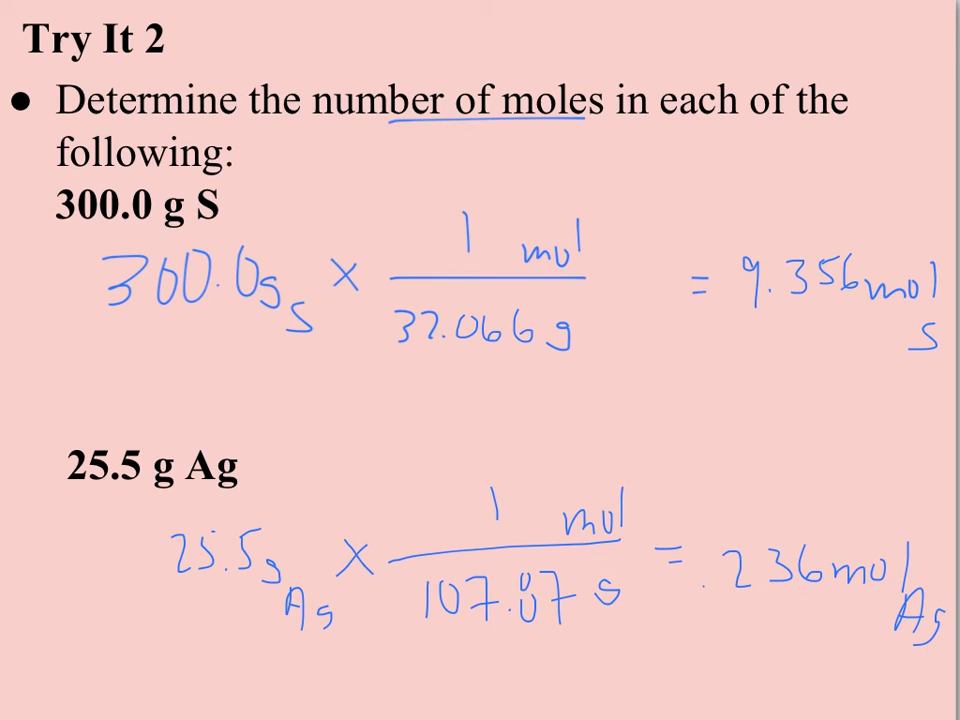 Try It 2
● Determine the number of moles in each of the
following:
300.0 g S
1 mol
300.0g S × = 9.356 mol S
32.066 g
25.5 g Ag
1 mol
25.5g Ag × = .236 mol Ag
107.87 g